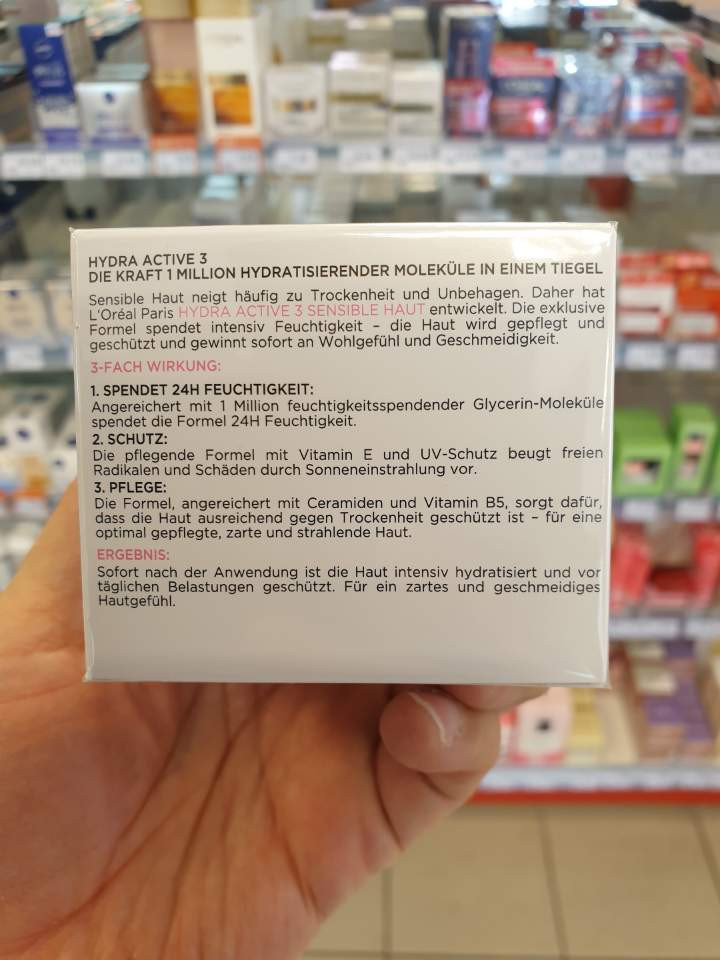 HYDRA ACTIVE 3
DIE KRAFT 1 MILLION HYDRATISIERENDER MOLEKÜLE IN EINEM TIEGEL
Sensible Haut neigt häufig zu Trockenheit und Unbehagen. Daher hat
L'Oréal Paris HYDRA ACTIVE 3 SENSIBLE HAUT entwickelt. Die exklusive
Formel spendet intensiv Feuchtigkeit – die Haut wird gepflegt und
geschützt und gewinnt sofort an Wohlgefühl und Geschmeidigkeit.
3-FACH WIRKUNG:
1. SPENDET 24H FEUCHTIGKEIT:
Angereichert mit 1 Million feuchtigkeitsspendender Glycerin-Moleküle
spendet die Formel 24H Feuchtigkeit.
2. SCHUTZ:
Die pflegende Formel mit Vitamin E und UV-Schutz beugt freien
Radikalen und Schäden durch Sonneneinstrahlung vor.
3. PFLEGE:
Die Formel, angereichert mit Ceramiden und Vitamin B5, sorgt dafür,
dass die Haut ausreichend gegen Trockenheit geschützt ist – für eine
optimal gepflegte, zarte und strahlende Haut.
ERGEBNIS:
Sofort nach der Anwendung ist die Haut intensiv hydratisiert und vor
täglichen Belastungen geschützt. Für ein zartes und geschmeidiges
Hautgefühl.